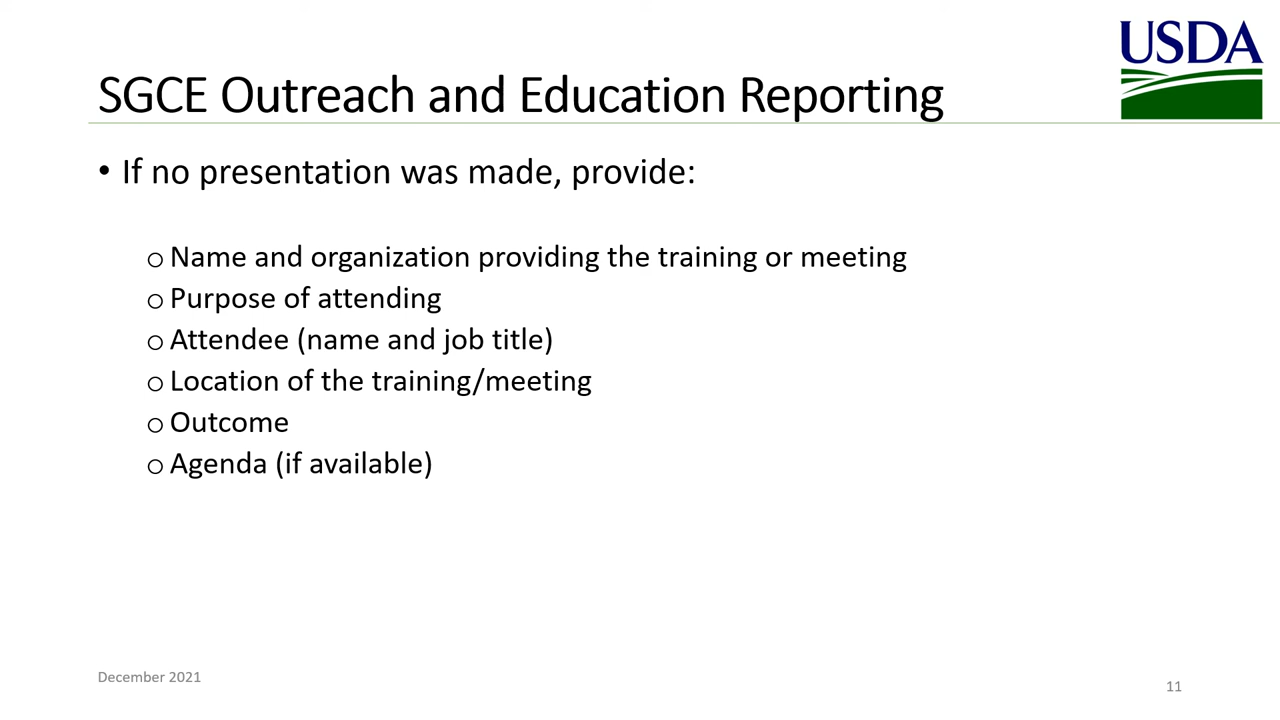 USDA
SGCE Outreach and Education Reporting
• If no presentation was made, provide:
o Name and organization providing the training or meeting
o Purpose of attending
o Attendee (name and job title)
o Location of the training/meeting
o Outcome
o Agenda (if available)
December 2021
11